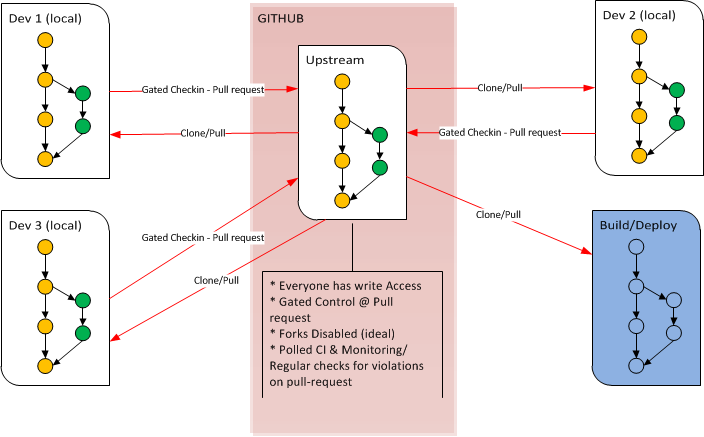 Dev 1 (local)
GITHUB
Dev 2 (local)
Upstream
Gated Checkin - Pull request
Clone/Pull
Clone/Pull
Gated Checkin - Pull request
Dev 3 (local)
Build/Deploy
Gated Checkin - Pull request
Clone/Pull
Clone/Pull
* Everyone has write Access
* Gated Control @ Pull
request
* Forks Disabled (ideal)
* Polled CI & Monitoring/
Regular checks for violations
on pull-request